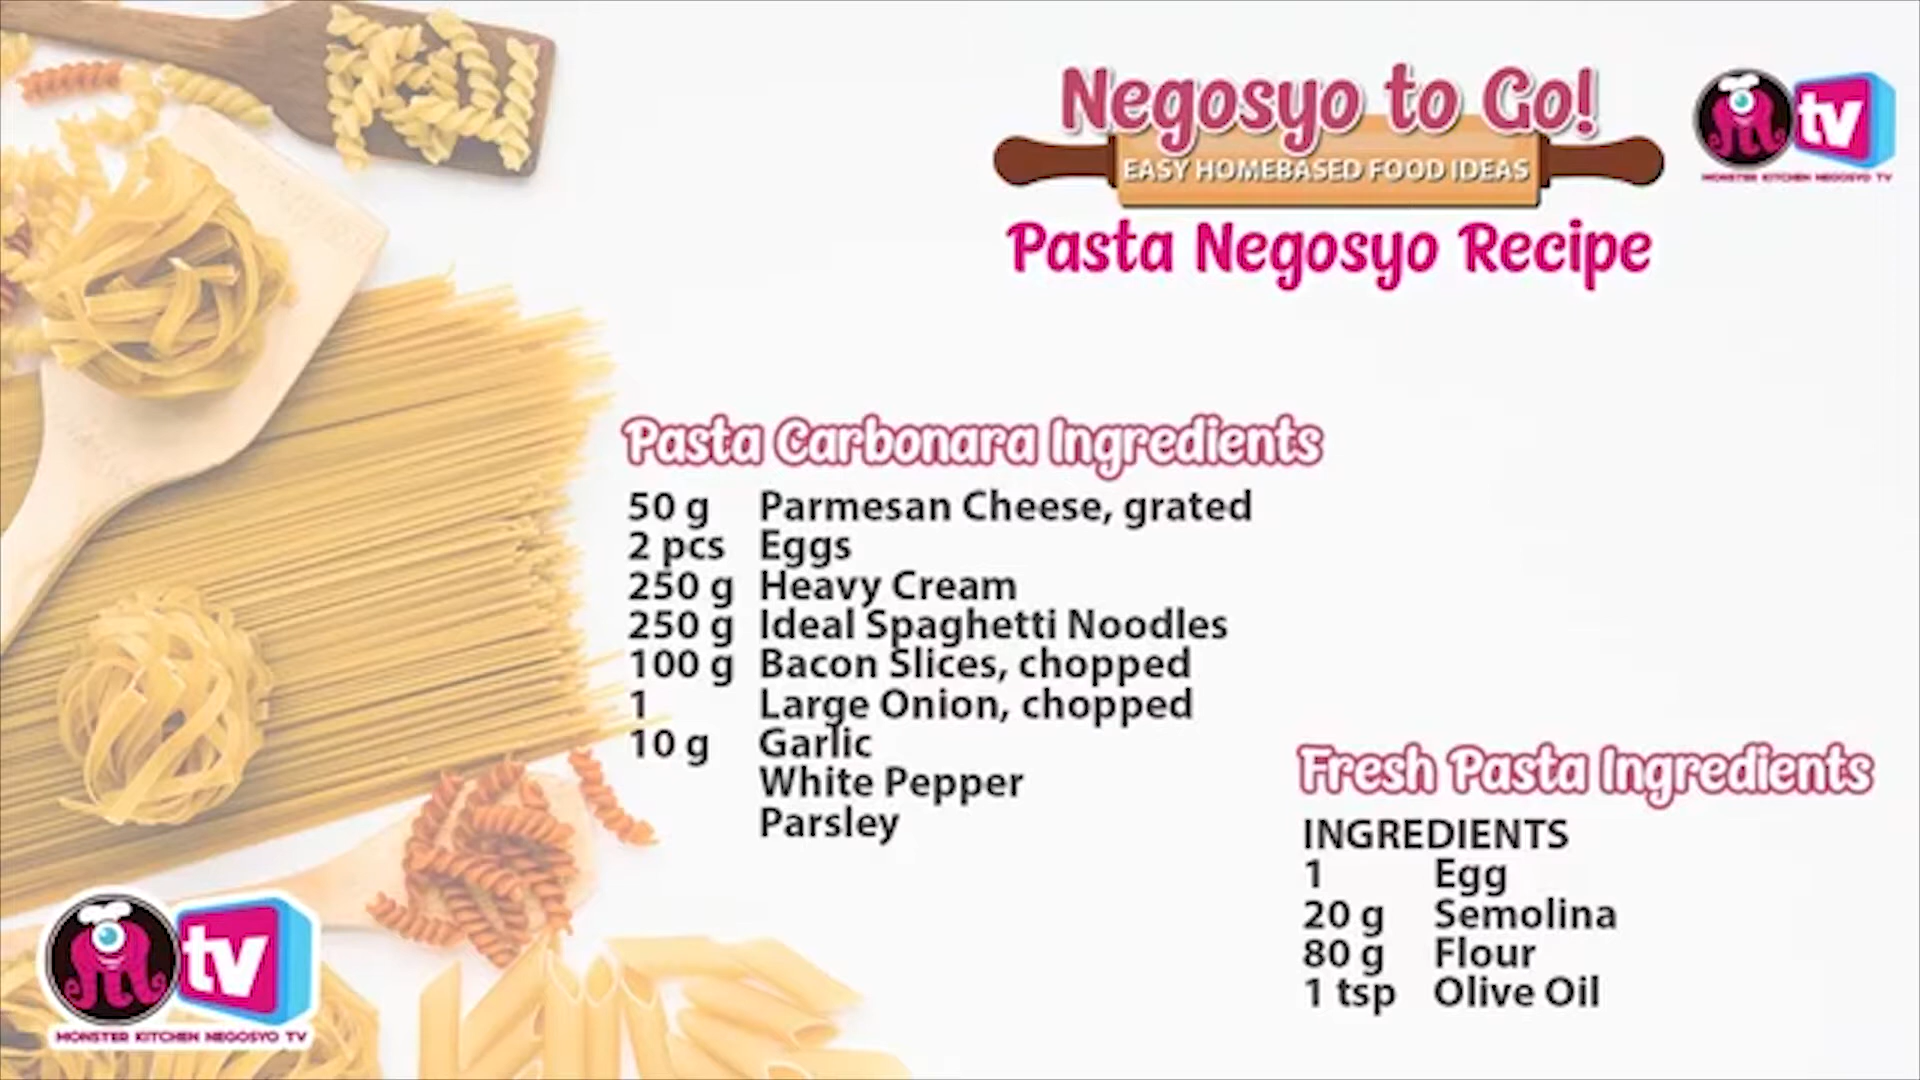 Negosyo to Go!
EASY HOMEBASED FOOD IDEAS
tv
MONSTER KITCHEN NEGOSYO TV
Pasta Negosyo Recipe
Pasta Carbonara Ingredients
50 g Parmesan Cheese, grated
2 pcs Eggs
250 g Heavy Cream
250 g Ideal Spaghetti Noodles
100 g Bacon Slices, chopped
1 Large Onion, chopped
10 g Garlic
White Pepper
Parsley
Fresh Pasta Ingredients
INGREDIENTS
1 Egg
20 g Semolina
80 g Flour
1 tsp Olive Oil
tv
MONSTER KITCHEN NEGOSYO TV